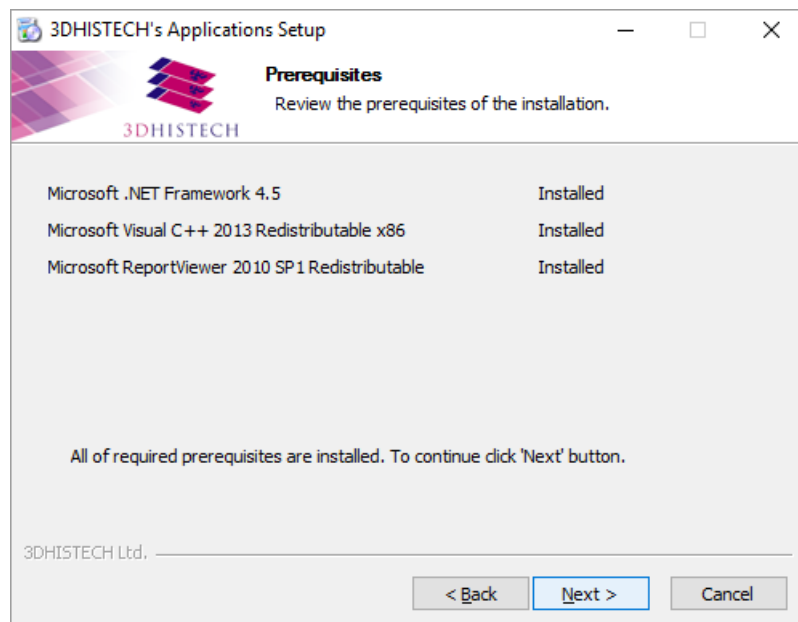 3DHISTECH's Applications Setup
Prerequisites
Review the prerequisites of the installation.
3DHISTECH
Microsoft .NET Framework 4.5 Installed
Microsoft Visual C++ 2013 Redistributable x86 Installed
Microsoft ReportViewer 2010 SP1 Redistributable Installed
All of required prerequisites are installed. To continue click 'Next' button.
3DHISTECH Ltd.
< Back Next > Cancel